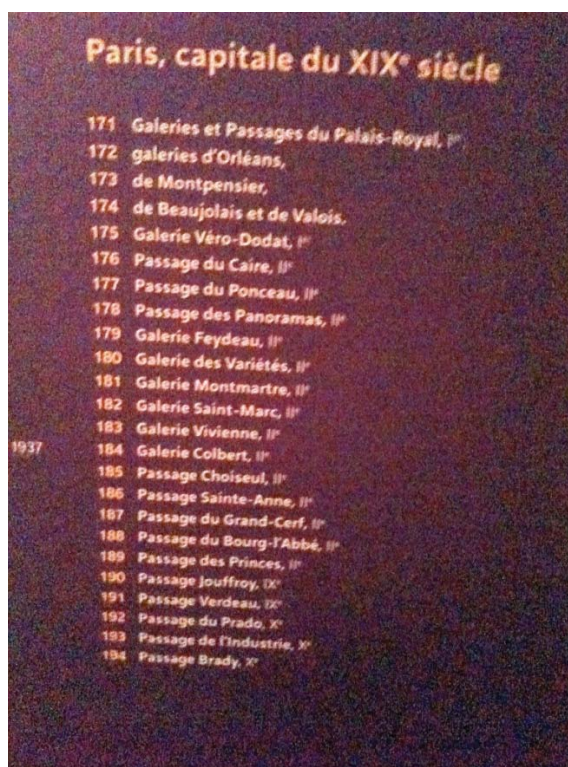 Paris, capitale du XIXe siècle
171 Galeries et Passages du Palais-Royal, Ier
172 galeries d'Orléans,
173 de Montpensier,
174 de Beaujolais et de Valois.
175 Galerie Véro-Dodat, Ier
176 Passage du Caire, IIe
177 Passage du Ponceau, IIe
178 Passage des Panoramas, IIe
179 Galerie Feydeau, IIe
180 Galerie des Variétés, IIe
181 Galerie Montmartre, IIe
182 Galerie Saint-Marc, IIe
183 Galerie Vivienne, IIe
1937
184 Galerie Colbert, IIe
185 Passage Choiseul, IIe
186 Passage Sainte-Anne, IIe
187 Passage du Grand-Cerf, IIe
188 Passage du Bourg-l'Abbé, IIe
189 Passage des Princes, IIe
190 Passage Jouffroy, IXe
191 Passage Verdeau, IXe
192 Passage du Prado, Xe
193 Passage de l'Industrie, Xe
194 Passage Brady, Xe